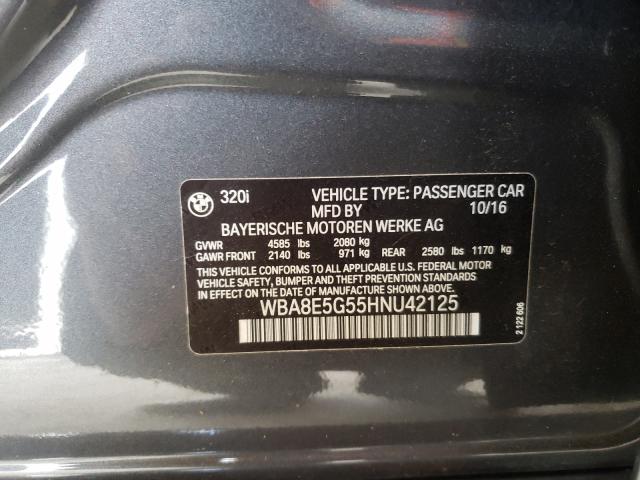 BMW
320i VEHICLE TYPE: PASSENGER CAR
MFD BY 10/16
BAYERISCHE MOTOREN WERKE AG
GVWR 4585 lbs 2080 kg
GAWR FRONT 2140 lbs 971 kg REAR 2580 lbs 1170 kg
THIS VEHICLE CONFORMS TO ALL APPLICABLE U.S. FEDERAL MOTOR
VEHICLE SAFETY, BUMPER, AND THEFT PREVENTION STANDARDS
IN EFFECT ON THE DATE OF MANUFACTURE SHOWN ABOVE.
WBA8E5G55HNU42125
2 122 606